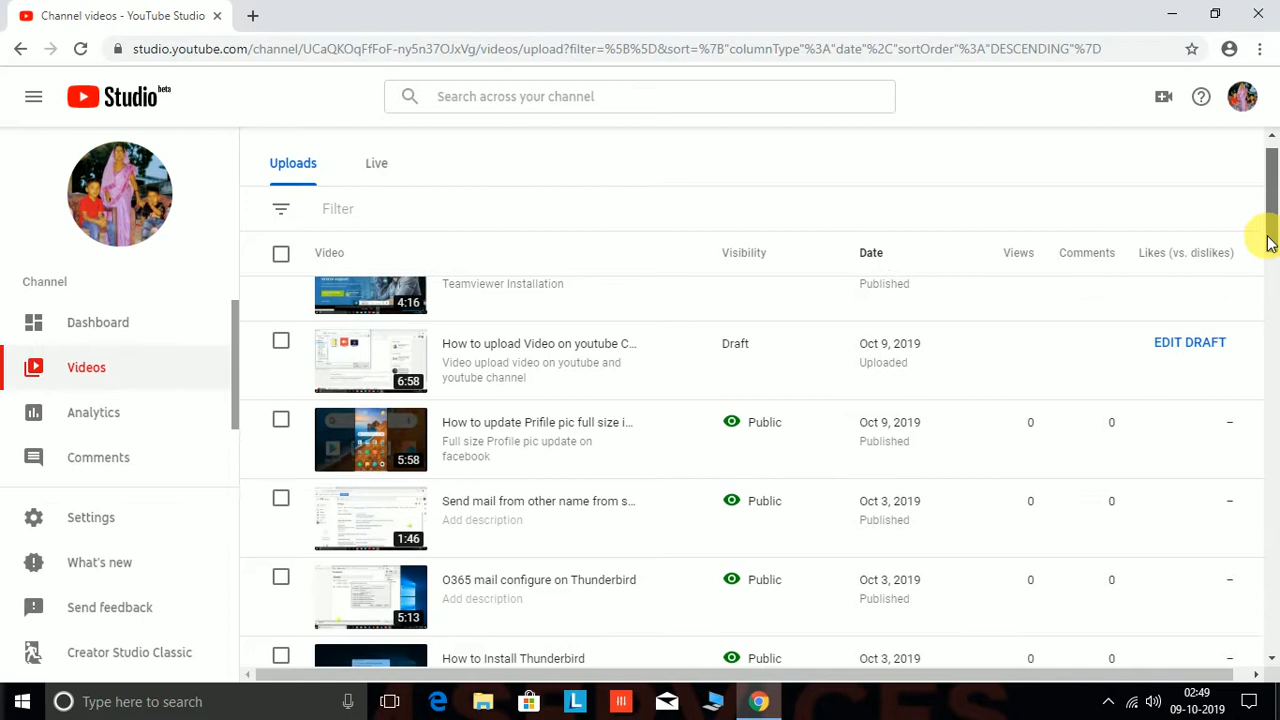 Channel videos - YouTube Studio
studio.youtube.com/channel/UCaQKOqFfFoF-ny5n37OJxVg/videos/upload?filter=%5B%5D&sort=%7B"columnType"%3A"date"%2C"sortOrder"%3A"DESCENDING"%7D
Studio beta
Search across your channel
Channel
Dashboard
Videos
Analytics
Comments
Settings
What's new
Send feedback
Creator Studio Classic
Uploads Live
Filter
Video Visibility Date Views Comments Likes (vs. dislikes)
Teamviewer installation Published
4:16
How to upload Video on youtube C... Draft Oct 9, 2019 EDIT DRAFT
Video upload video on youtube and Uploaded
youtube channel
6:58
How to update Prifile pic full size i... Public Oct 9, 2019 0 0 –
Full size Profile pic update on Published
facebook
5:58
Send mail from other name from s... Public Oct 3, 2019 0 0 –
Add description Published
1:46
O365 mail configure on Thunderbird Public Oct 3, 2019 0 0 –
Add description Published
5:13
How to Install Thunderbird Public Oct 3, 2019 0 0 –
Type here to search
02:49
09-10-2019